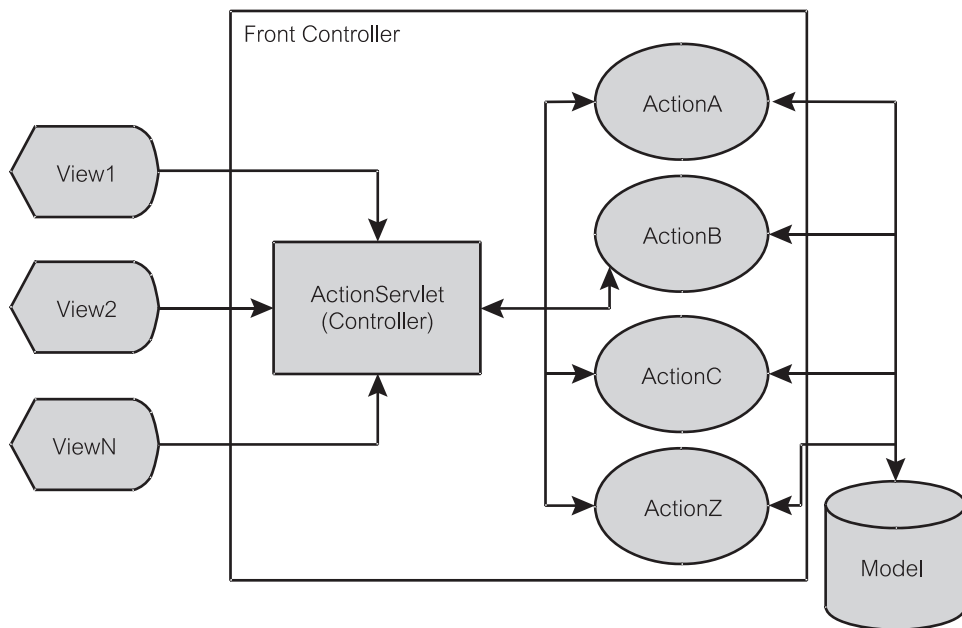 Front Controller
View1
View2
ViewN
ActionServlet
(Controller)
ActionA
ActionB
ActionC
ActionZ
Model